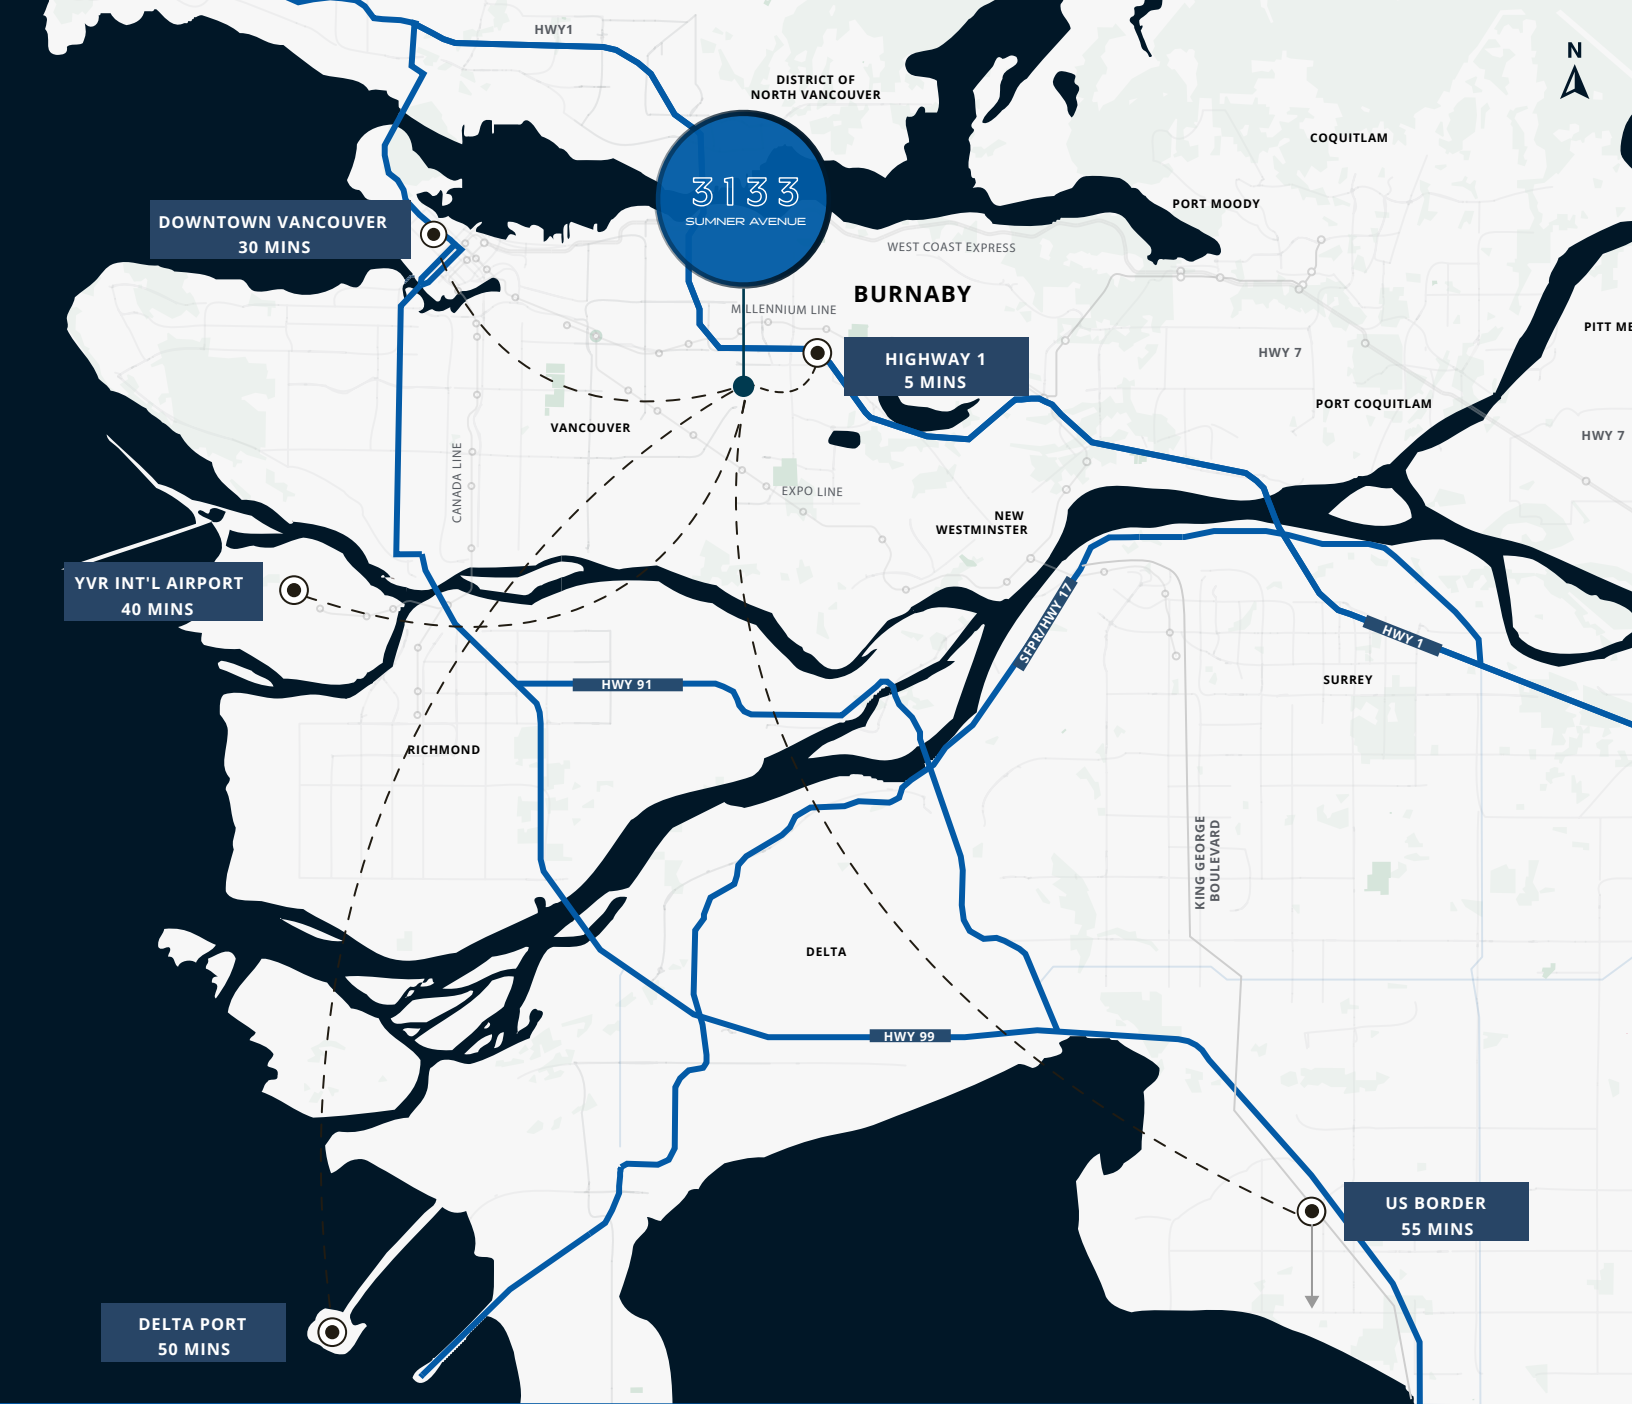 HWY1
N
DISTRICT OF
NORTH VANCOUVER
COQUITLAM
3133
SUMNER AVENUE
PORT MOODY
DOWNTOWN VANCOUVER
30 MINS
WEST COAST EXPRESS
BURNABY
MILLENNIUM LINE
PITT ME
HIGHWAY 1
5 MINS
HWY 7
PORT COQUITLAM
VANCOUVER
HWY 7
CANADA LINE
EXPO LINE
NEW
WESTMINSTER
YVR INT'L AIRPORT
40 MINS
SFPR/HWY 17
HWY 1
HWY 91
SURREY
RICHMOND
KING GEORGE
BOULEVARD
DELTA
HWY 99
US BORDER
55 MINS
DELTA PORT
50 MINS